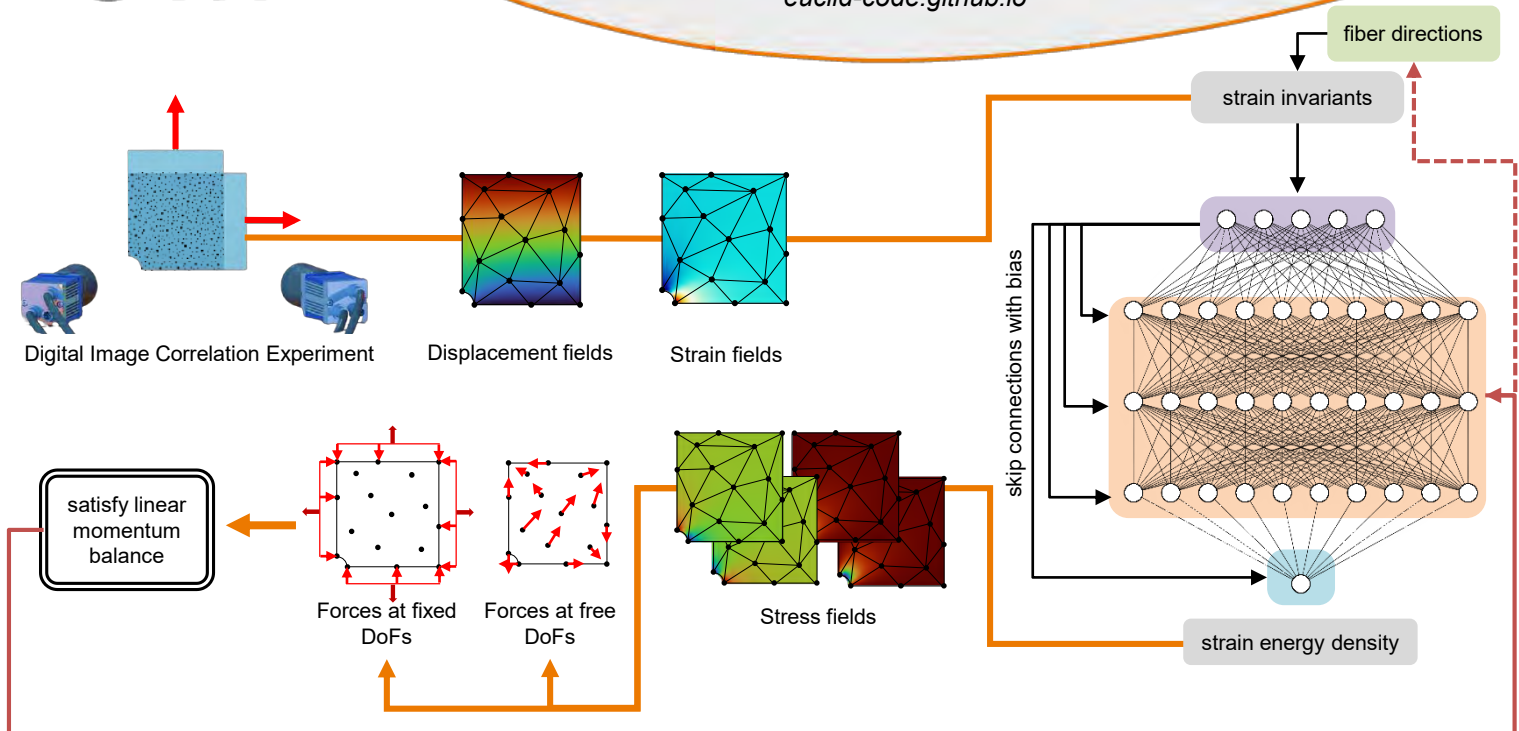 euclid-code.github.io
fiber directions
strain invariants
skip connections with bias
Digital Image Correlation Experiment
Displacement fields
Strain fields
satisfy linear
momentum
balance
Forces at fixed
DoFs
Forces at free
DoFs
Stress fields
strain energy density